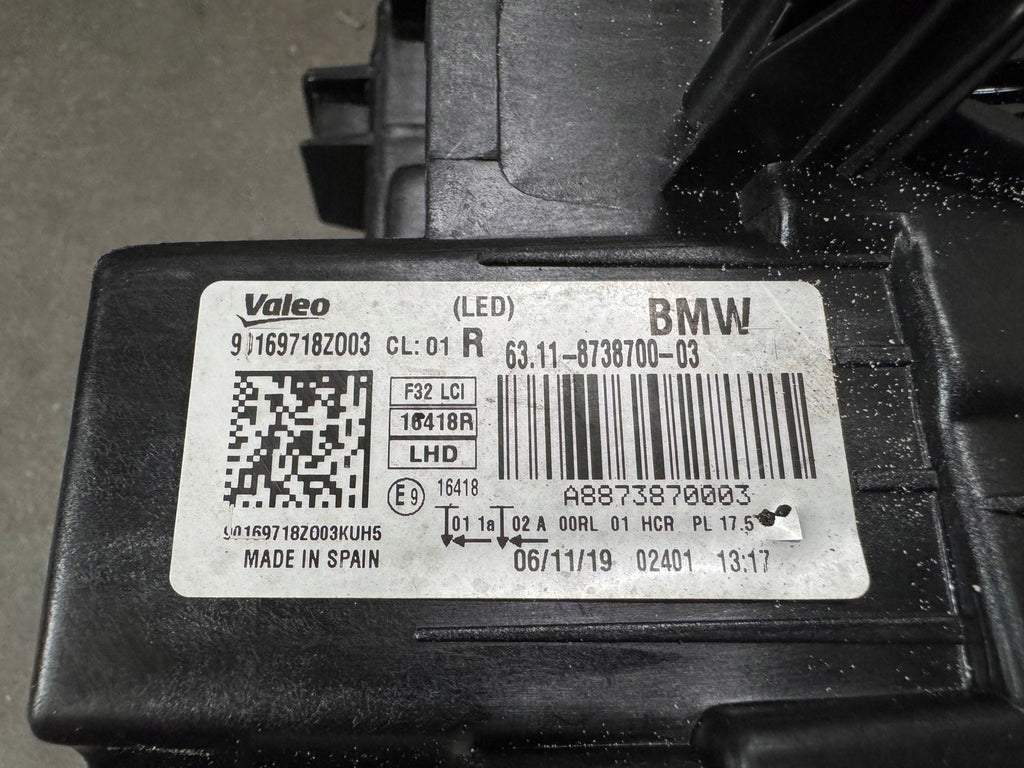 Valeo (LED) BMW
90169718Z003 CL: 01 R 63.11-8738700-03
F32 LCI
16418R
LHD
E9 16418
A8873870003
90169718Z003KUH5
01 1a 02 A 00RL 01 HCR PL 17.5
MADE IN SPAIN
06/11/19 02401 13:17